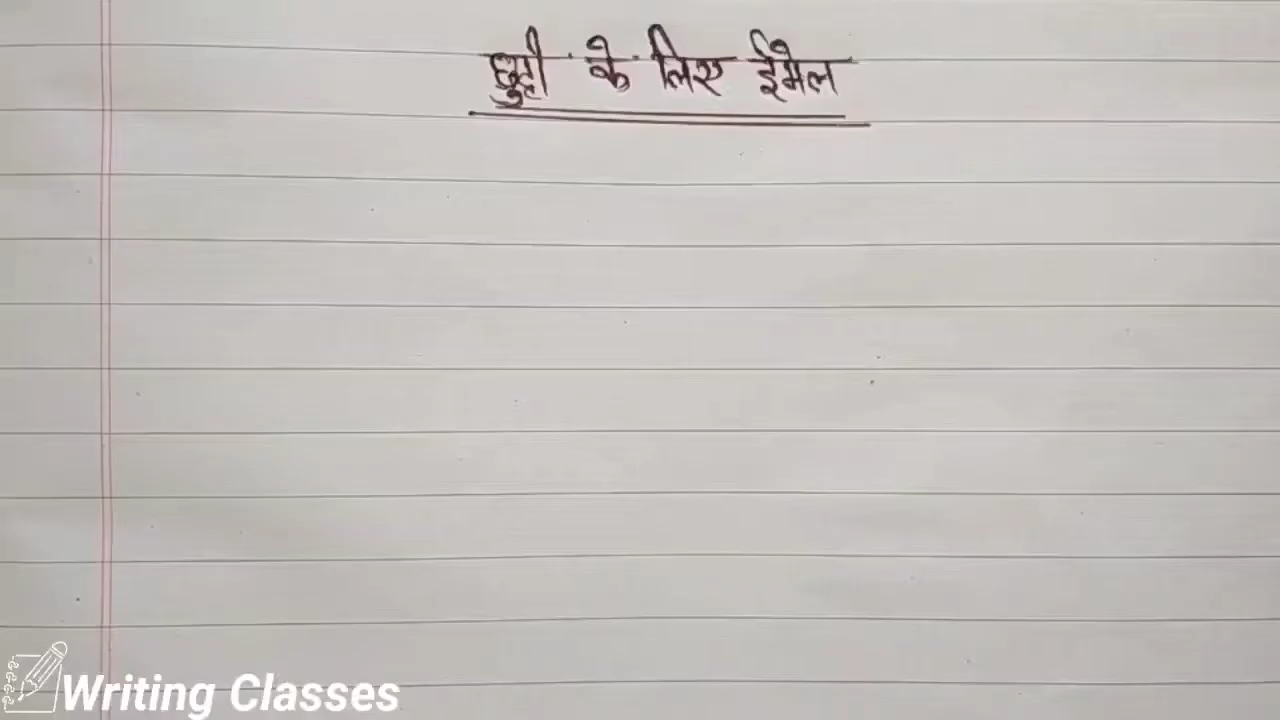 छुट्टी के लिए ईमेल
Writing Classes